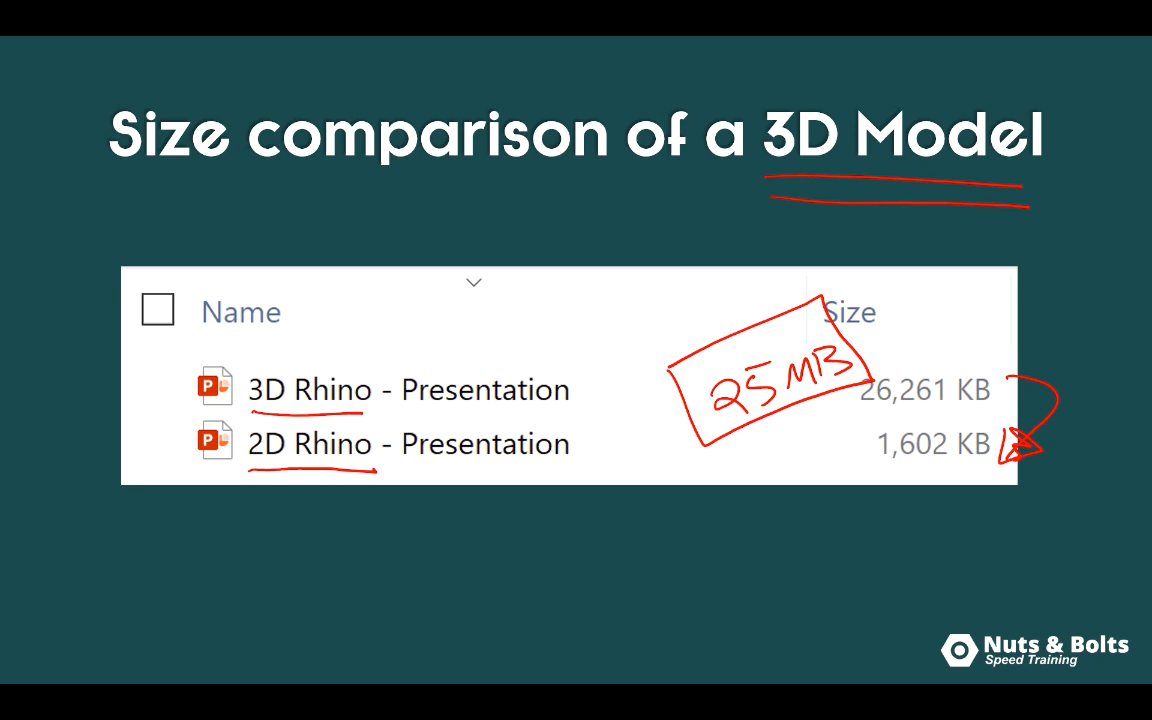 Size comparison of a 3D Model
Name
Size
3D Rhino - Presentation
26,261 KB
2D Rhino - Presentation
1,602 KB
25 MB
Nuts & Bolts
Speed Training